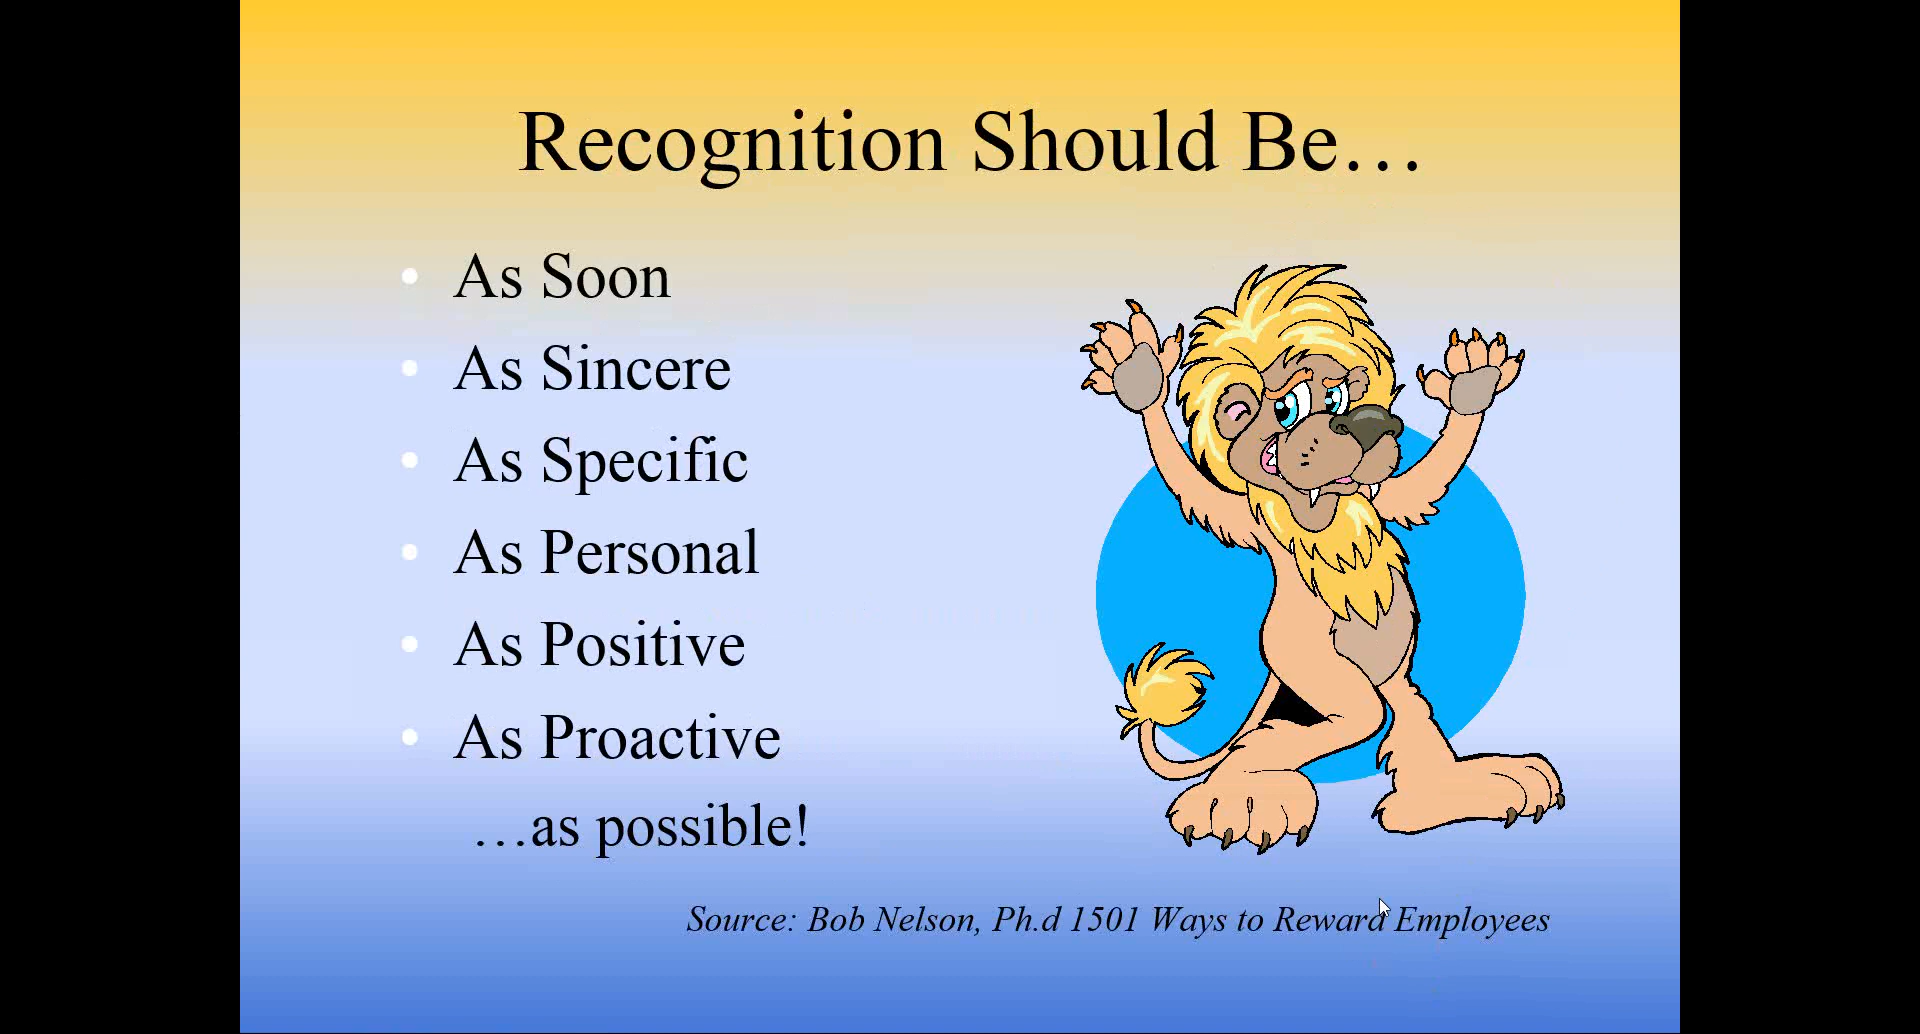 Recognition Should Be…
• As Soon
• As Sincere
• As Specific
• As Personal
• As Positive
• As Proactive
…as possible!
Source: Bob Nelson, Ph.d 1501 Ways to Reward Employees